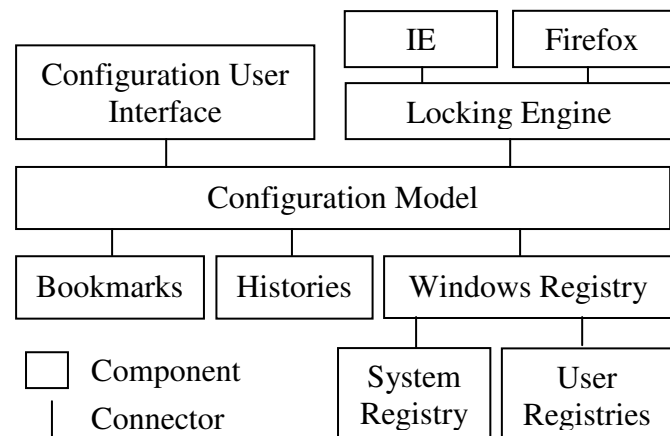 IE
Firefox
Configuration User
Interface
Locking Engine
Configuration Model
Bookmarks
Histories
Windows Registry
Component
Connector
System
Registry
User
Registries